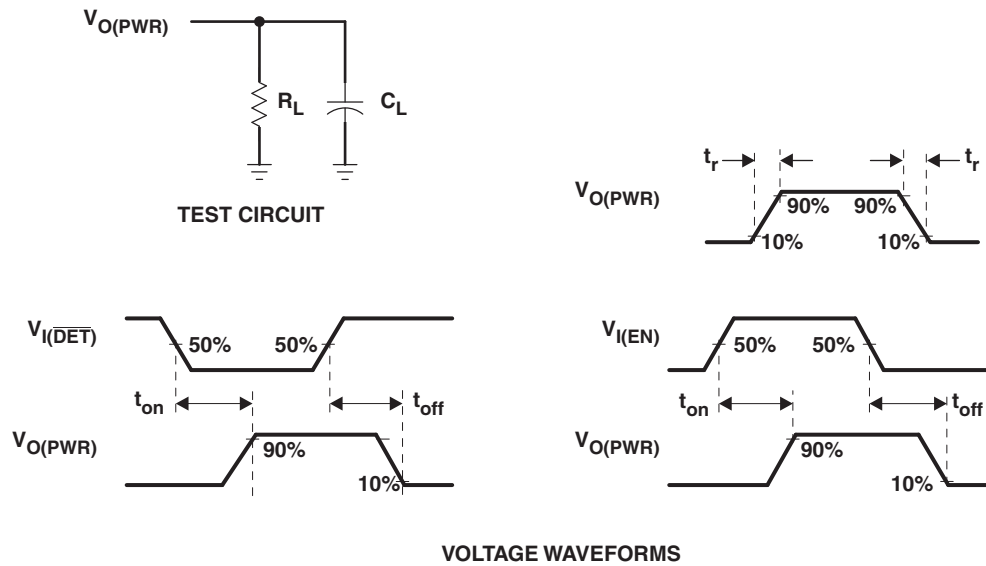 V_O(PWR)
R_L
C_L
TEST CIRCUIT
t_r
t_r
V_O(PWR)
90%
90%
10%
10%
V_I(D̅E̅T̅)
50%
50%
t_on
t_off
V_O(PWR)
90%
10%
V_I(EN)
50%
50%
t_on
t_off
V_O(PWR)
90%
10%
VOLTAGE WAVEFORMS